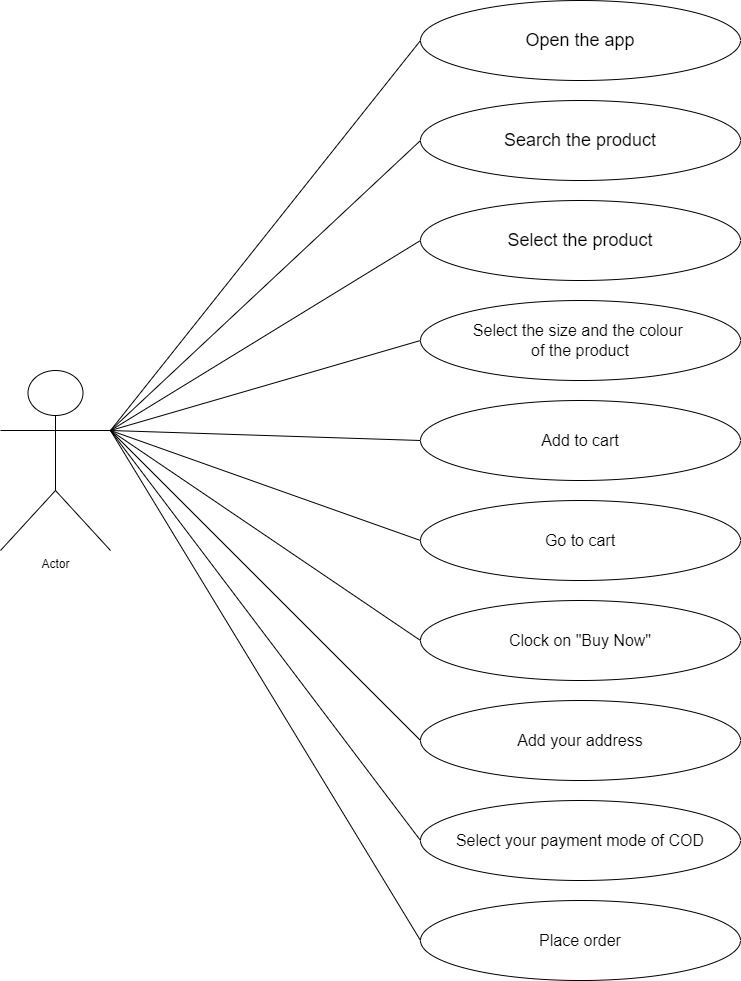 Open the app
Search the product
Select the product
Select the size and the colour
of the product
Actor
Add to cart
Go to cart
Clock on "Buy Now"
Add your address
Select your payment mode of COD
Place order